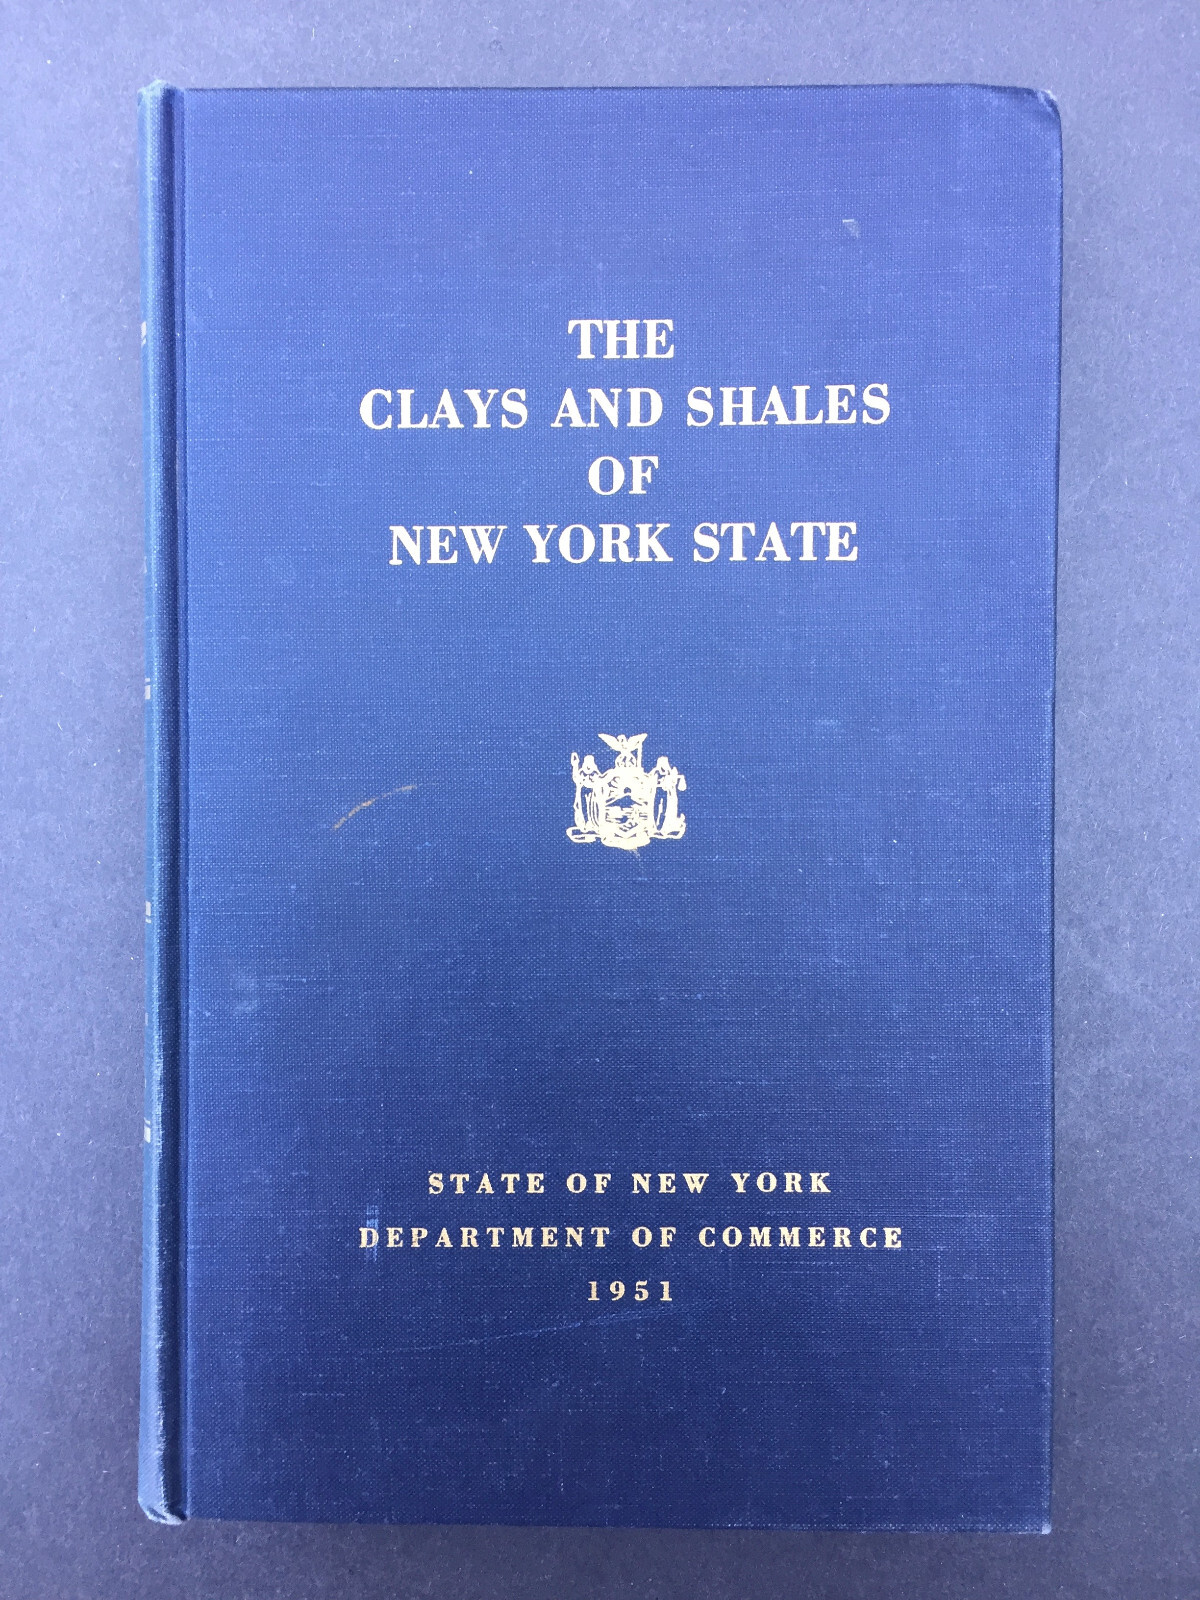 THE
CLAYS AND SHALES
OF
NEW YORK STATE
STATE OF NEW YORK
DEPARTMENT OF COMMERCE
1951